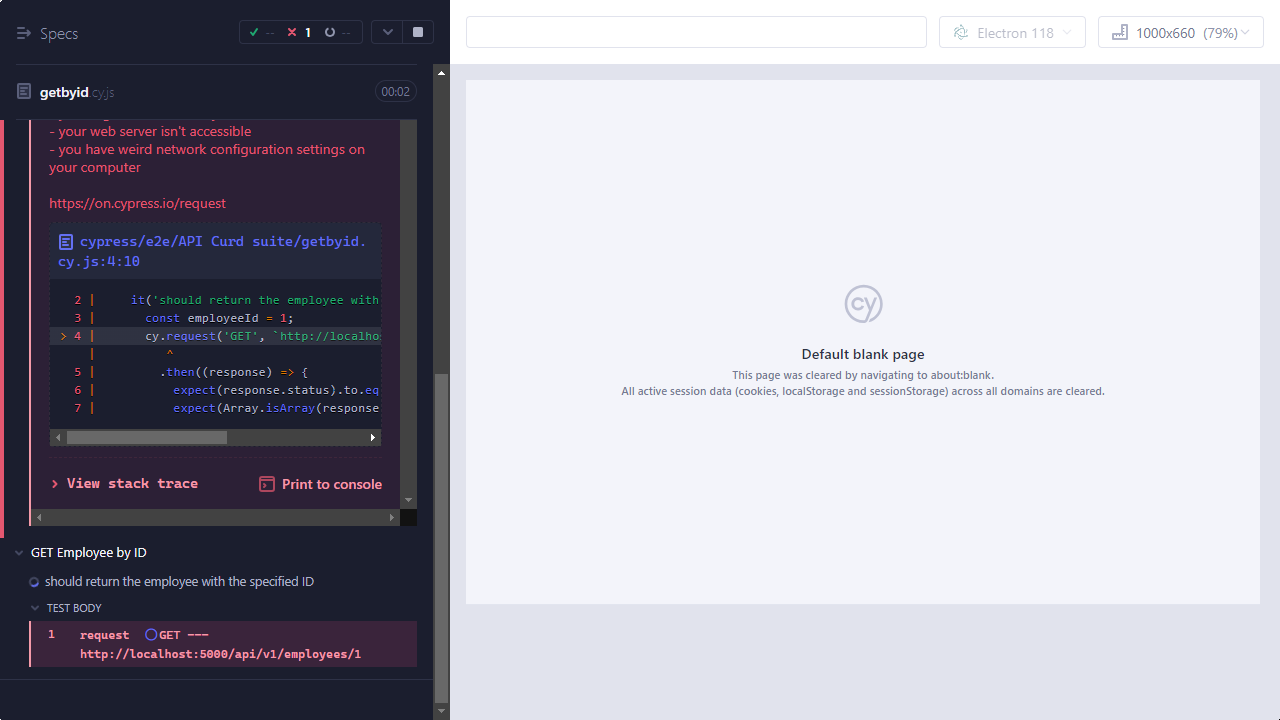 Specs
-- 1 --
Electron 118
1000x660 (79%)
getbyid.cy.js
00:02
- your web server isn't accessible
- you have weird network configuration settings on
your computer
https://on.cypress.io/request
cypress/e2e/API Curd suite/getbyid.
cy.js:4:10
2 | it('should return the employee with
3 | const employeeId = 1;
> 4 | cy.request('GET', `http://localhos
| ^
5 | .then((response) => {
6 | expect(response.status).to.eq
7 | expect(Array.isArray(response
> View stack trace
Print to console
GET Employee by ID
should return the employee with the specified ID
TEST BODY
1 request GET ---
http://localhost:5000/api/v1/employees/1
cy
Default blank page
This page was cleared by navigating to about:blank.
All active session data (cookies, localStorage and sessionStorage) across all domains are cleared.